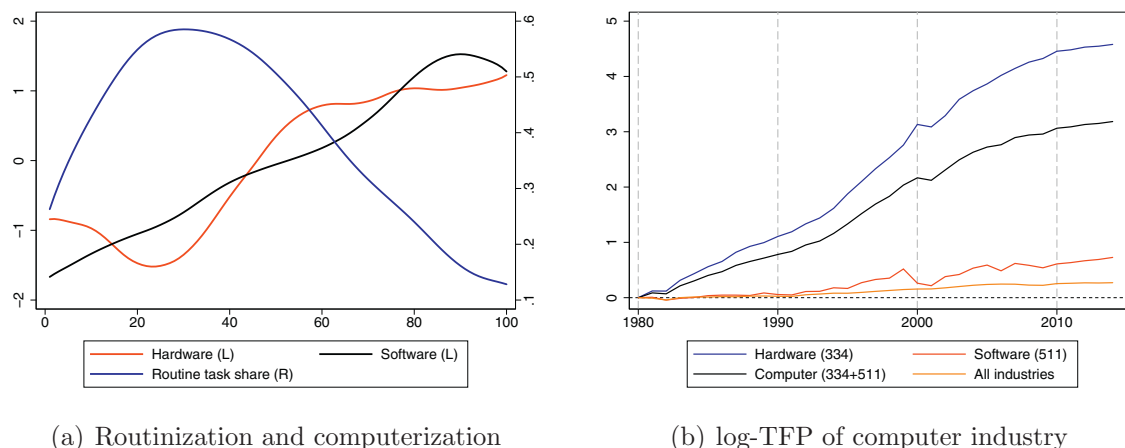 2
1
0
-1
-2
.6
.5
.4
.3
.2
.1
0 20 40 60 80 100
Hardware (L) Software (L)
Routine task share (R)
(a) Routinization and computerization
5
4
3
2
1
0
1980 1990 2000 2010
Hardware (334) Software (511)
Computer (334+511) All industries
(b) log-TFP of computer industry